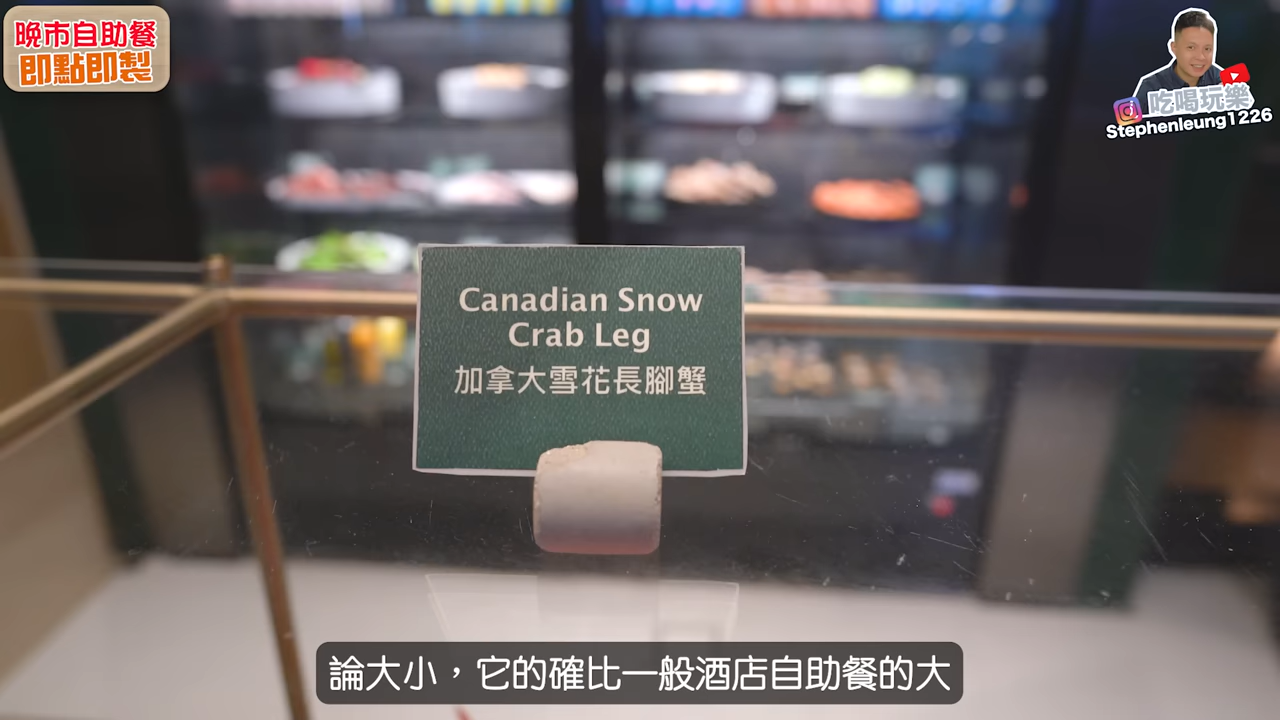 晚市自助餐
即點即製
吃喝玩樂
Stephenleung1226
Canadian Snow
Crab Leg
加拿大雪花長腳蟹
論大小，它的確比一般酒店自助餐的大